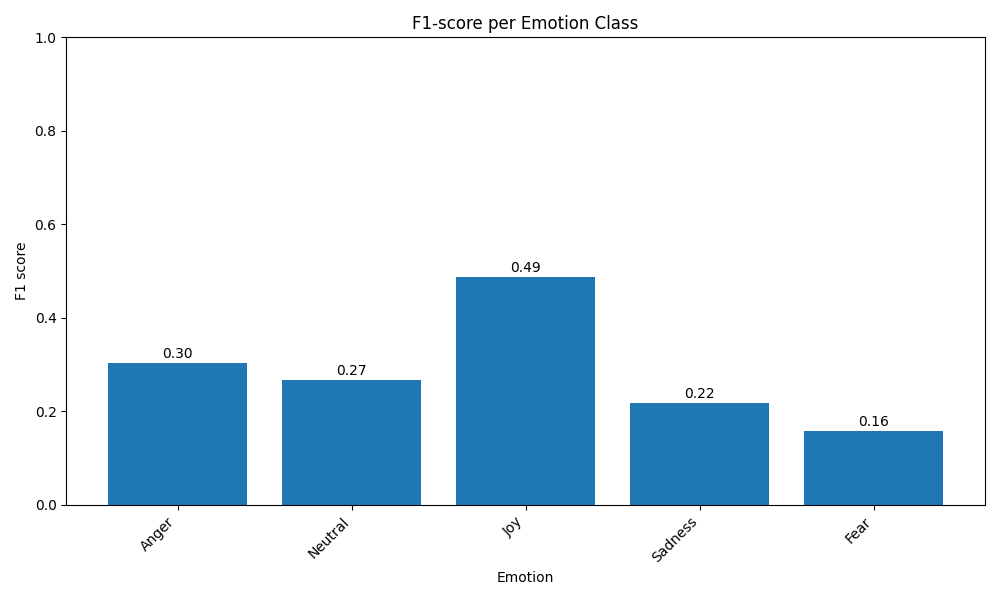 F1-score per Emotion Class
F1 score
1.0
0.8
0.6
0.4
0.2
0.0
0.30
0.27
0.49
0.22
0.16
Anger
Neutral
Joy
Sadness
Fear
Emotion